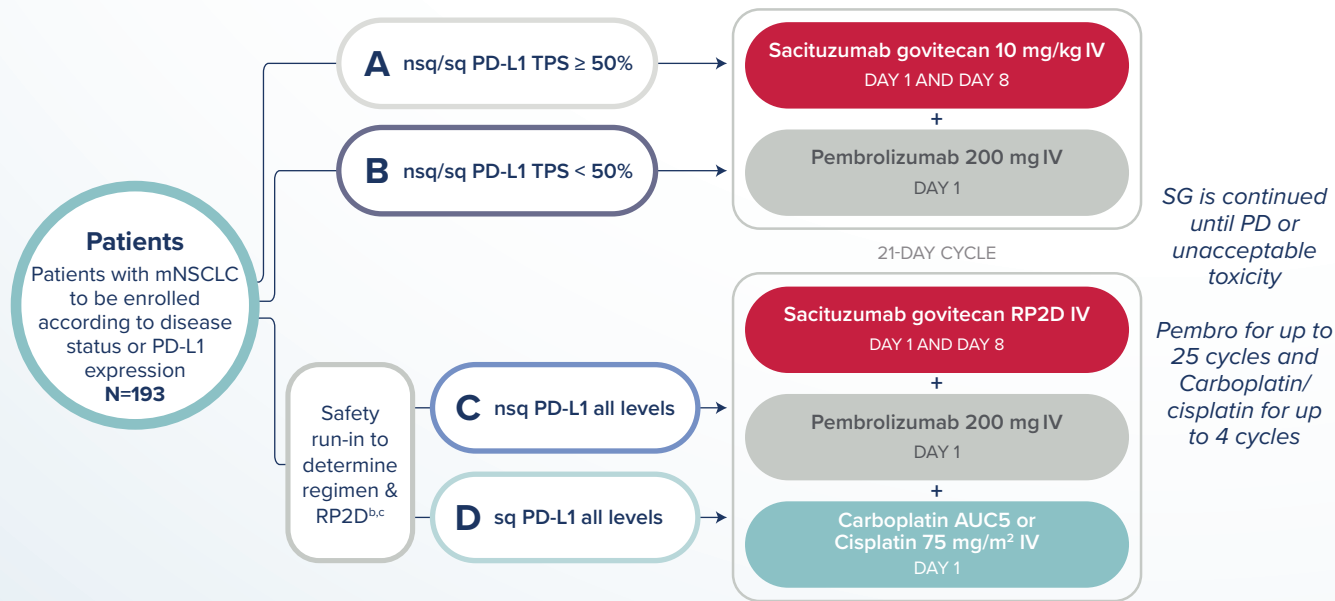 Patients
Patients with mNSCLC
to be enrolled
according to disease
status or PD-L1
expression
N=193
A nsq/sq PD-L1 TPS ≥ 50%
B nsq/sq PD-L1 TPS < 50%
Safety
run-in to
determine
regimen &
RP2Dᵇ,ᶜ
C nsq PD-L1 all levels
D sq PD-L1 all levels
Sacituzumab govitecan 10 mg/kg IV
DAY 1 AND DAY 8
+
Pembrolizumab 200 mg IV
DAY 1
21-DAY CYCLE
Sacituzumab govitecan RP2D IV
DAY 1 AND DAY 8
+
Pembrolizumab 200 mg IV
DAY 1
+
Carboplatin AUC5 or
Cisplatin 75 mg/m² IV
DAY 1
SG is continued
until PD or
unacceptable
toxicity
Pembro for up to
25 cycles and
Carboplatin/
cisplatin for up
to 4 cycles